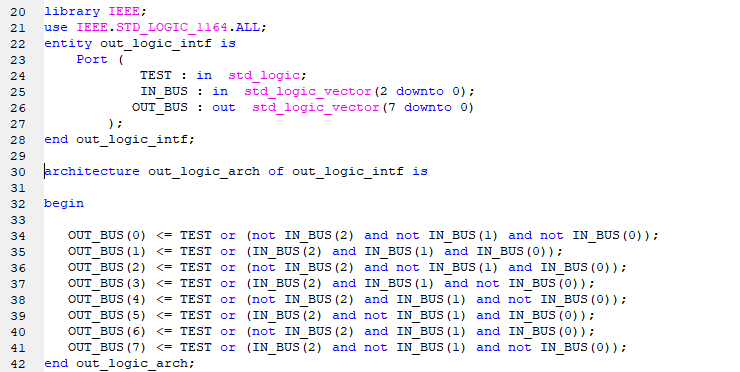 20 library IEEE;
21 use IEEE.STD_LOGIC_1164.ALL;
22 entity out_logic_intf is
23     Port (
24             TEST : in  std_logic;
25             IN_BUS : in  std_logic_vector(2 downto 0);
26            OUT_BUS : out  std_logic_vector(7 downto 0)
27         );
28 end out_logic_intf;
29
30 architecture out_logic_arch of out_logic_intf is
31
32 begin
33
34    OUT_BUS(0) <= TEST or (not IN_BUS(2) and not IN_BUS(1) and not IN_BUS(0));
35    OUT_BUS(1) <= TEST or (IN_BUS(2) and IN_BUS(1) and IN_BUS(0));
36    OUT_BUS(2) <= TEST or (not IN_BUS(2) and not IN_BUS(1) and IN_BUS(0));
37    OUT_BUS(3) <= TEST or (IN_BUS(2) and IN_BUS(1) and not IN_BUS(0));
38    OUT_BUS(4) <= TEST or (not IN_BUS(2) and IN_BUS(1) and not IN_BUS(0));
39    OUT_BUS(5) <= TEST or (IN_BUS(2) and not IN_BUS(1) and IN_BUS(0));
40    OUT_BUS(6) <= TEST or (not IN_BUS(2) and IN_BUS(1) and IN_BUS(0));
41    OUT_BUS(7) <= TEST or (IN_BUS(2) and not IN_BUS(1) and not IN_BUS(0));
42 end out_logic_arch;